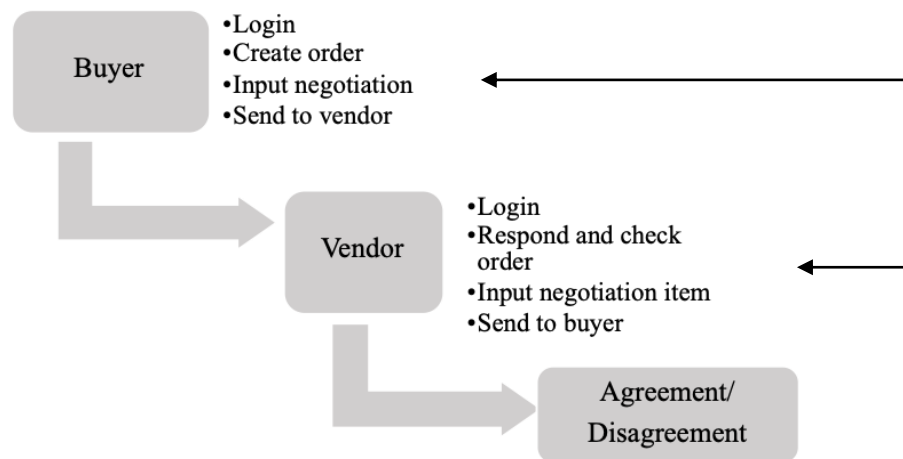 Buyer
•Login
•Create order
•Input negotiation
•Send to vendor
Vendor
•Login
•Respond and check
order
•Input negotiation item
•Send to buyer
Agreement/
Disagreement